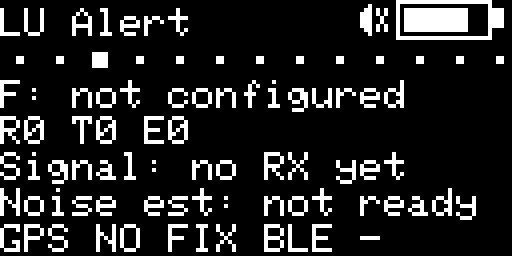 LU Alert
F: not configured
R0 T0 E0
Signal: no RX yet
Noise est: not ready
GPS NO FIX BLE -